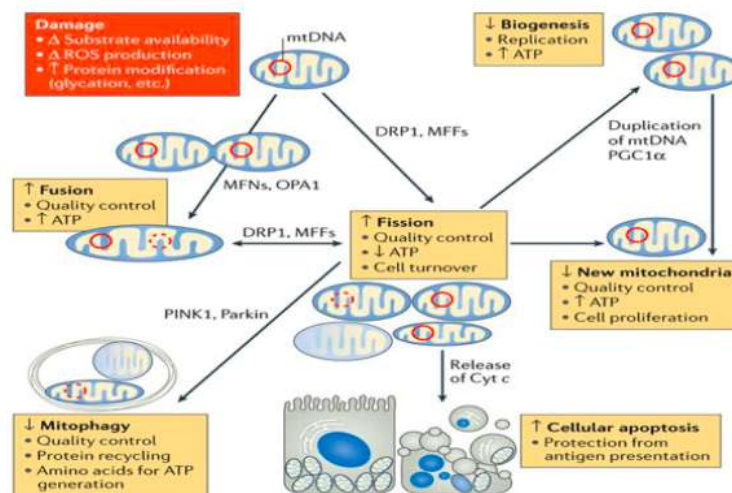 Damage
• Δ Substrate availability
• Δ ROS production
• ↑ Protein modification
(glycation, etc.)
mtDNA
↓ Biogenesis
• Replication
• ↑ ATP
DRP1, MFFs
Duplication
of mtDNA
PGC1α
MFNs, OPA1
↑ Fusion
• Quality control
• ↑ ATP
DRP1, MFFs
↑ Fission
• Quality control
• ↓ ATP
• Cell turnover
↓ New mitochondria
• Quality control
• ↑ ATP
• Cell proliferation
PINK1, Parkin
Release
of Cyt c
↓ Mitophagy
• Quality control
• Protein recycling
• Amino acids for ATP
generation
↑ Cellular apoptosis
• Protection from
antigen presentation